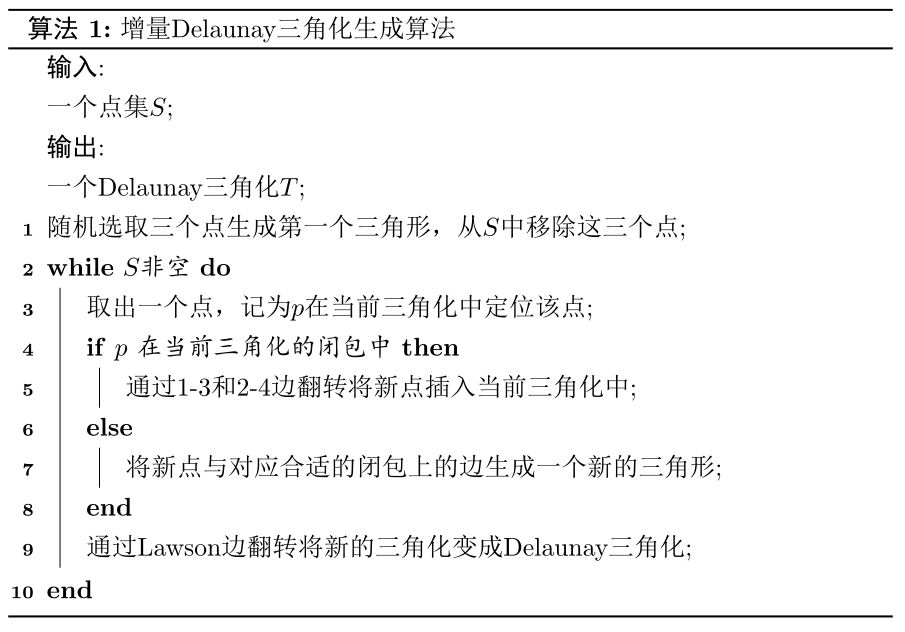 算法 1: 增量Delaunay三角化生成算法
输入:
一个点集S;
输出:
一个Delaunay三角化T;
1 随机选取三个点生成第一个三角形，从S中移除这三个点;
2 while S非空 do
3 取出一个点，记为p在当前三角化中定位该点;
4 if p 在当前三角化的闭包中 then
5 通过1-3和2-4边翻转将新点插入当前三角化中;
6 else
7 将新点与对应合适的闭包上的边生成一个新的三角形;
8 end
9 通过Lawson边翻转将新的三角化变成Delaunay三角化;
10 end